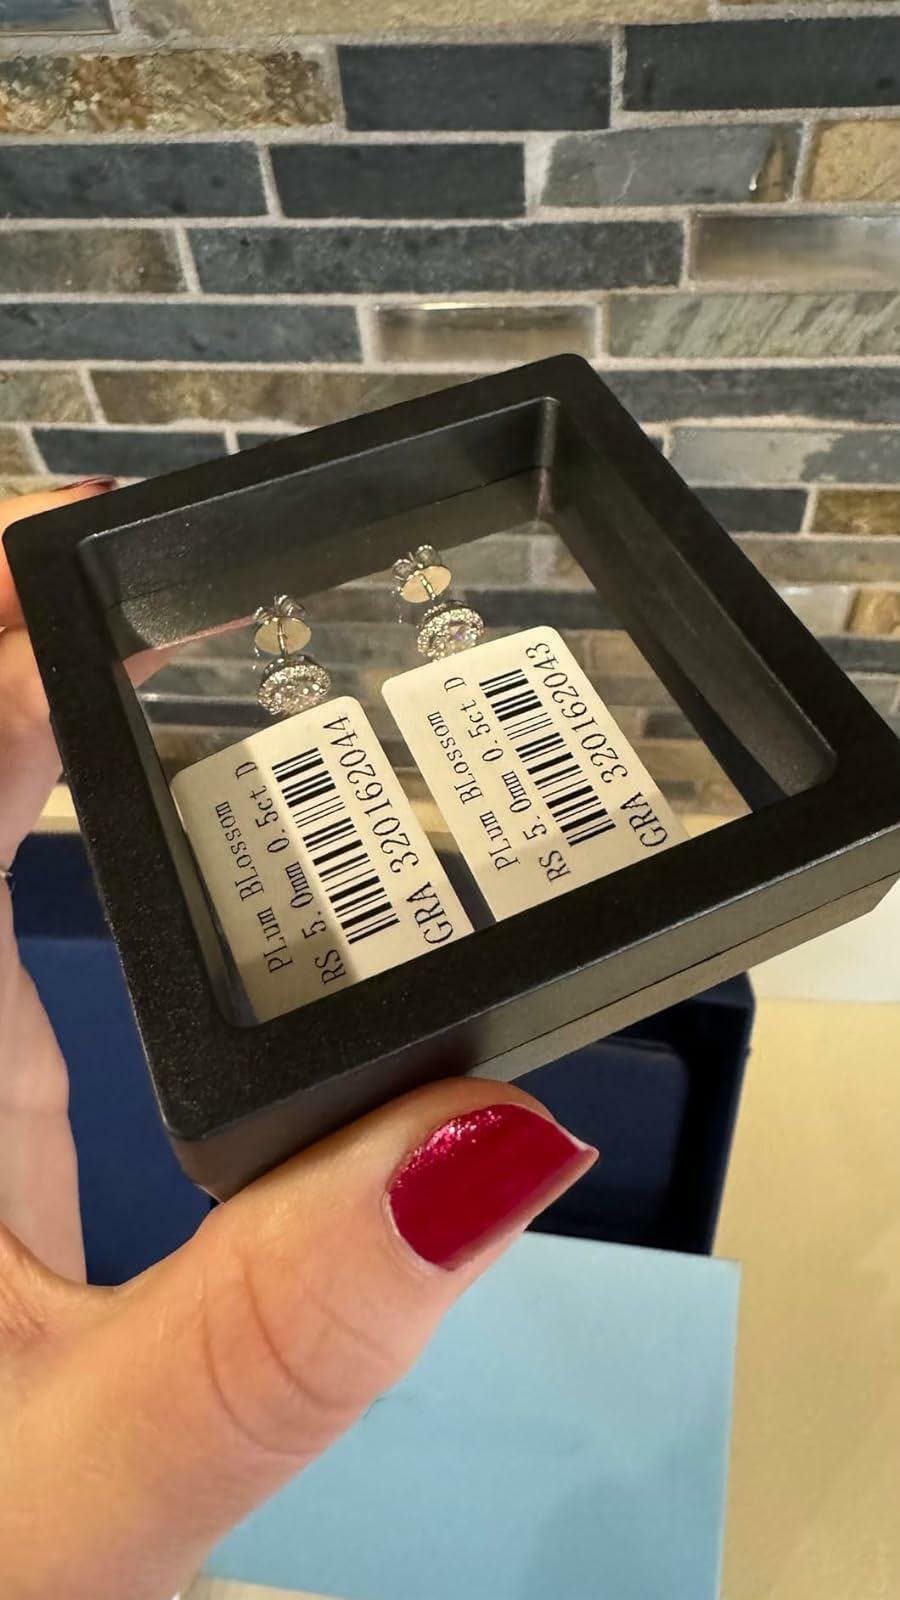 PLum BLossom
RS 5.0mm 0.5ct D
GRA 320162044
PLum BLossom
RS 5.0mm 0.5ct D
GRA 320162043